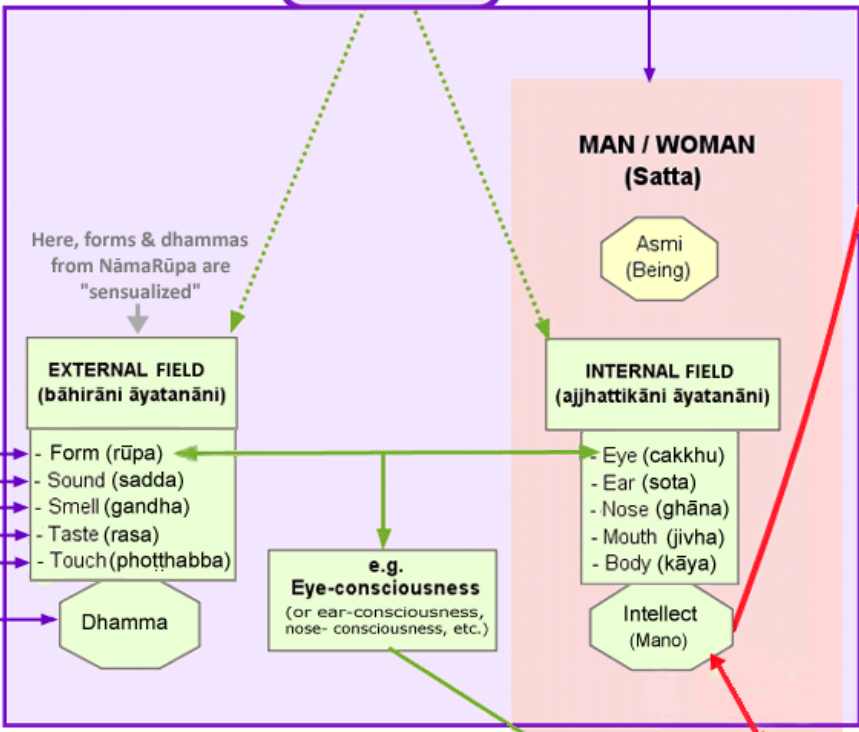 MAN / WOMAN
(Satta)
Asmi
(Being)
Here, forms & dhammas
from NāmaRūpa are
"sensualized"
EXTERNAL FIELD
(bāhirāni āyatanāni)
- Form (rūpa)
- Sound (sadda)
- Smell (gandha)
- Taste (rasa)
- Touch (phoṭṭhabba)
Dhamma
e.g.
Eye-consciousness
(or ear-consciousness,
nose- consciousness, etc.)
INTERNAL FIELD
(ajjhattikāni āyatanāni)
- Eye (cakkhu)
- Ear (sota)
- Nose (ghāna)
- Mouth (jivha)
- Body (kāya)
Intellect
(Mano)